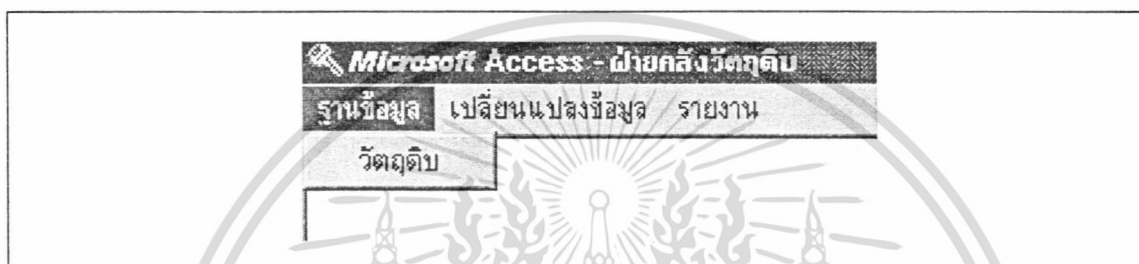 Microsoft Access - ฝ่ายคลังวัตถุดิบ
ฐานข้อมูล เปลี่ยนแปลงข้อมูล รายงาน
วัตถุดิบ